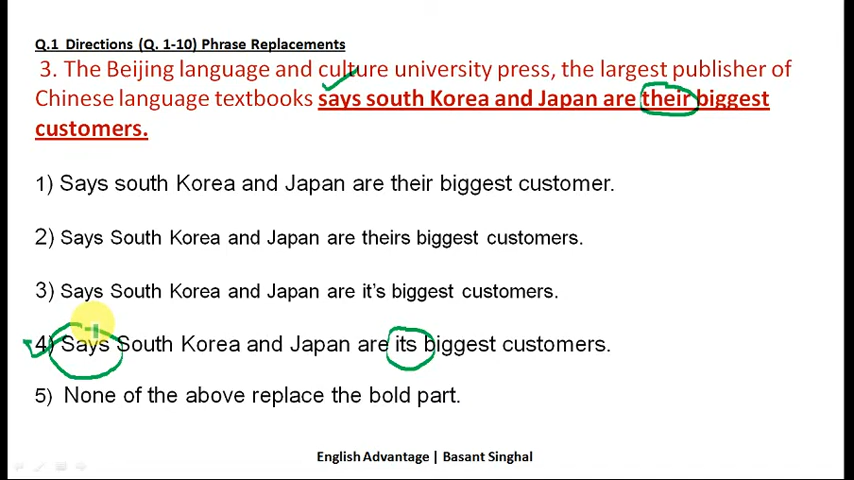 Q.1 Directions (Q. 1-10) Phrase Replacements
3. The Beijing language and culture university press, the largest publisher of
Chinese language textbooks says south Korea and Japan are their biggest
customers.
1) Says south Korea and Japan are their biggest customer.
2) Says South Korea and Japan are theirs biggest customers.
3) Says South Korea and Japan are it's biggest customers.
4) Says South Korea and Japan are its biggest customers.
5) None of the above replace the bold part.
English Advantage | Basant Singhal